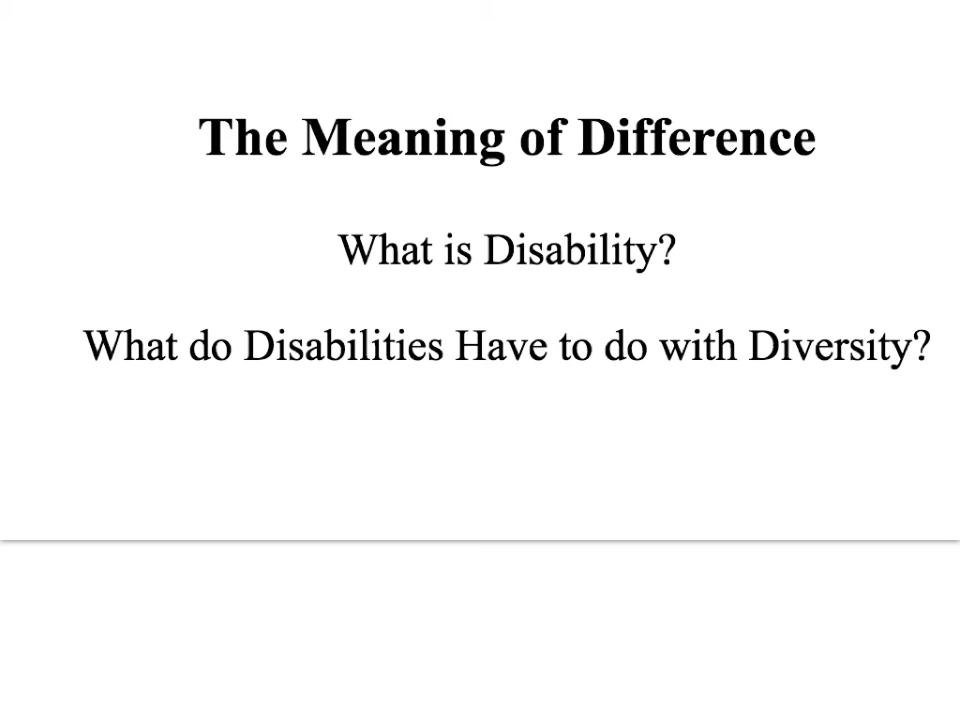 The Meaning of Difference
What is Disability?
What do Disabilities Have to do with Diversity?